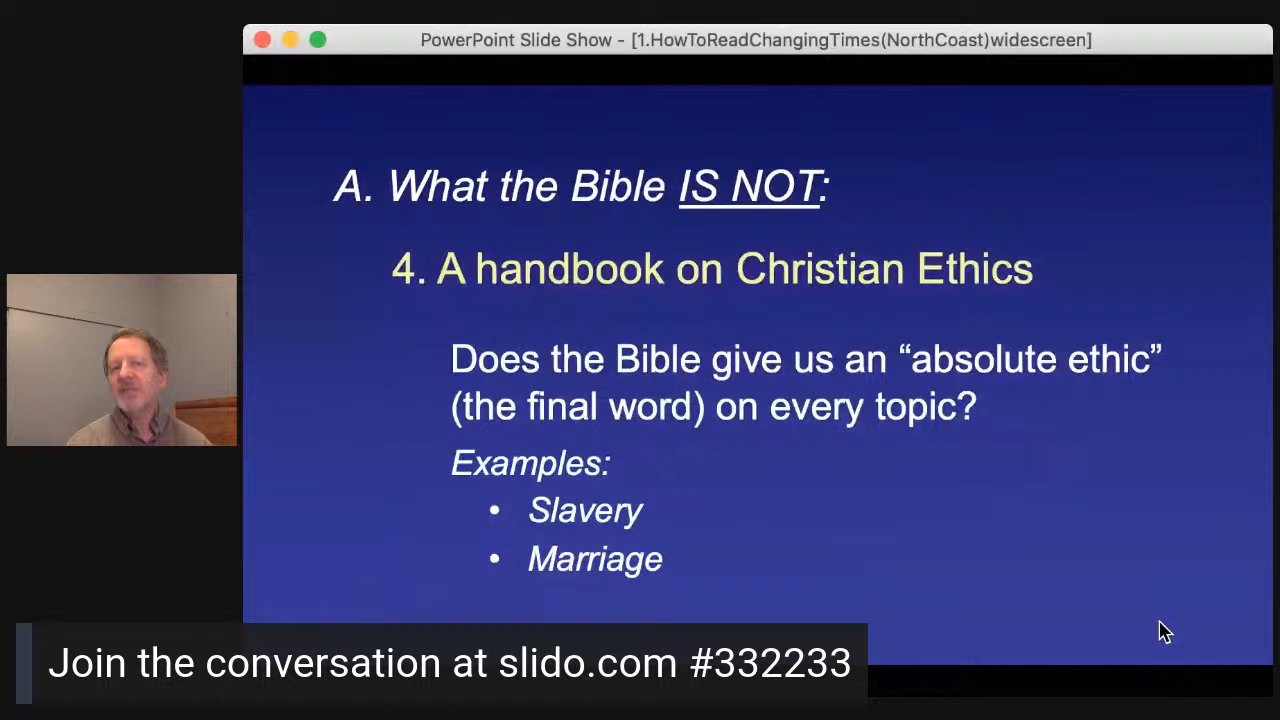 PowerPoint Slide Show - [1.HowToReadChangingTimes(NorthCoast)widescreen]
A. What the Bible IS NOT:
4. A handbook on Christian Ethics
Does the Bible give us an “absolute ethic”
(the final word) on every topic?
Examples:
• Slavery
• Marriage
Join the conversation at slido.com #332233